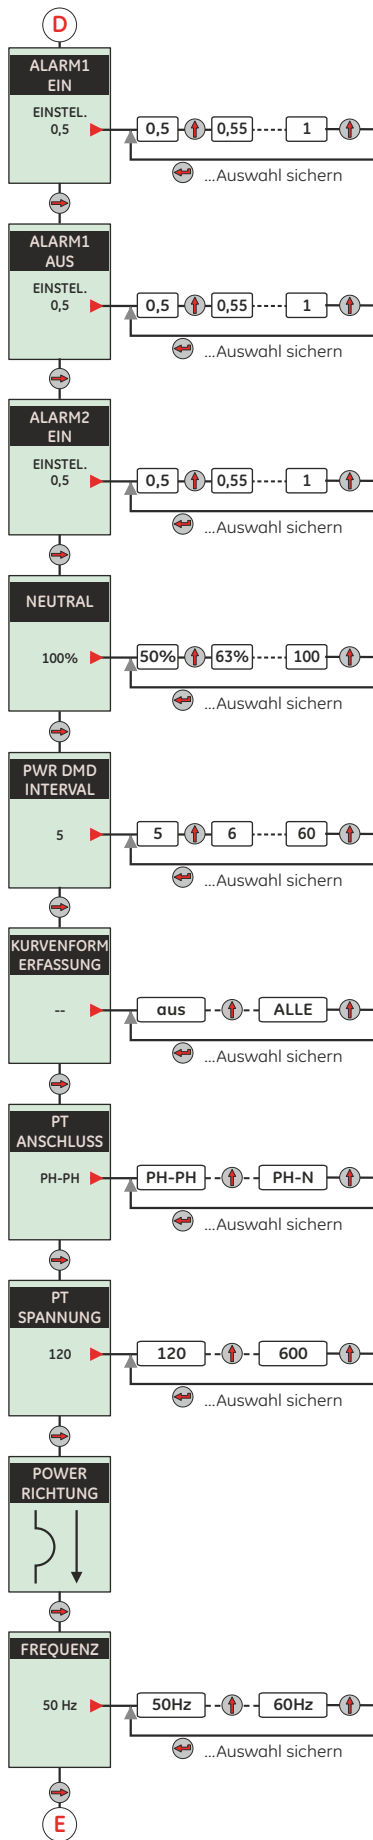 D
ALARM1
EIN
EINSTEL.
0,5
0,5 0,55 1
...Auswahl sichern
ALARM1
AUS
EINSTEL.
0,5
0,5 0,55 1
...Auswahl sichern
ALARM2
EIN
EINSTEL.
0,5
0,5 0,55 1
...Auswahl sichern
NEUTRAL
100%
50% 63% 100
...Auswahl sichern
PWR DMD
INTERVAL
5
5 6 60
...Auswahl sichern
KURVENFORM
ERFASSUNG
--
aus ALLE
...Auswahl sichern
PT
ANSCHLUSS
PH-PH
PH-PH PH-N
...Auswahl sichern
PT
SPANNUNG
120
120 600
...Auswahl sichern
POWER
RICHTUNG
FREQUENZ
50 Hz
50Hz 60Hz
...Auswahl sichern
E